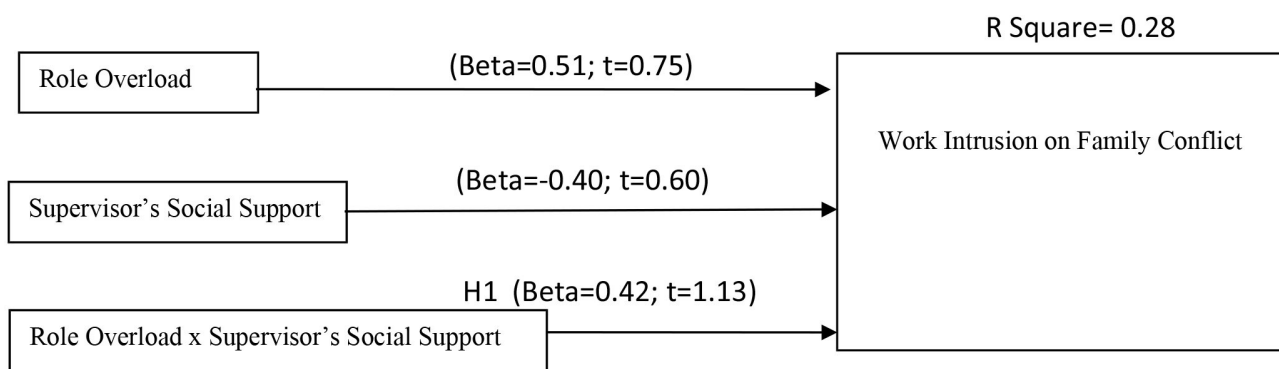 R Square= 0.28
Role Overload
(Beta=0.51; t=0.75)
Work Intrusion on Family Conflict
(Beta=-0.40; t=0.60)
Supervisor’s Social Support
H1 (Beta=0.42; t=1.13)
Role Overload x Supervisor’s Social Support